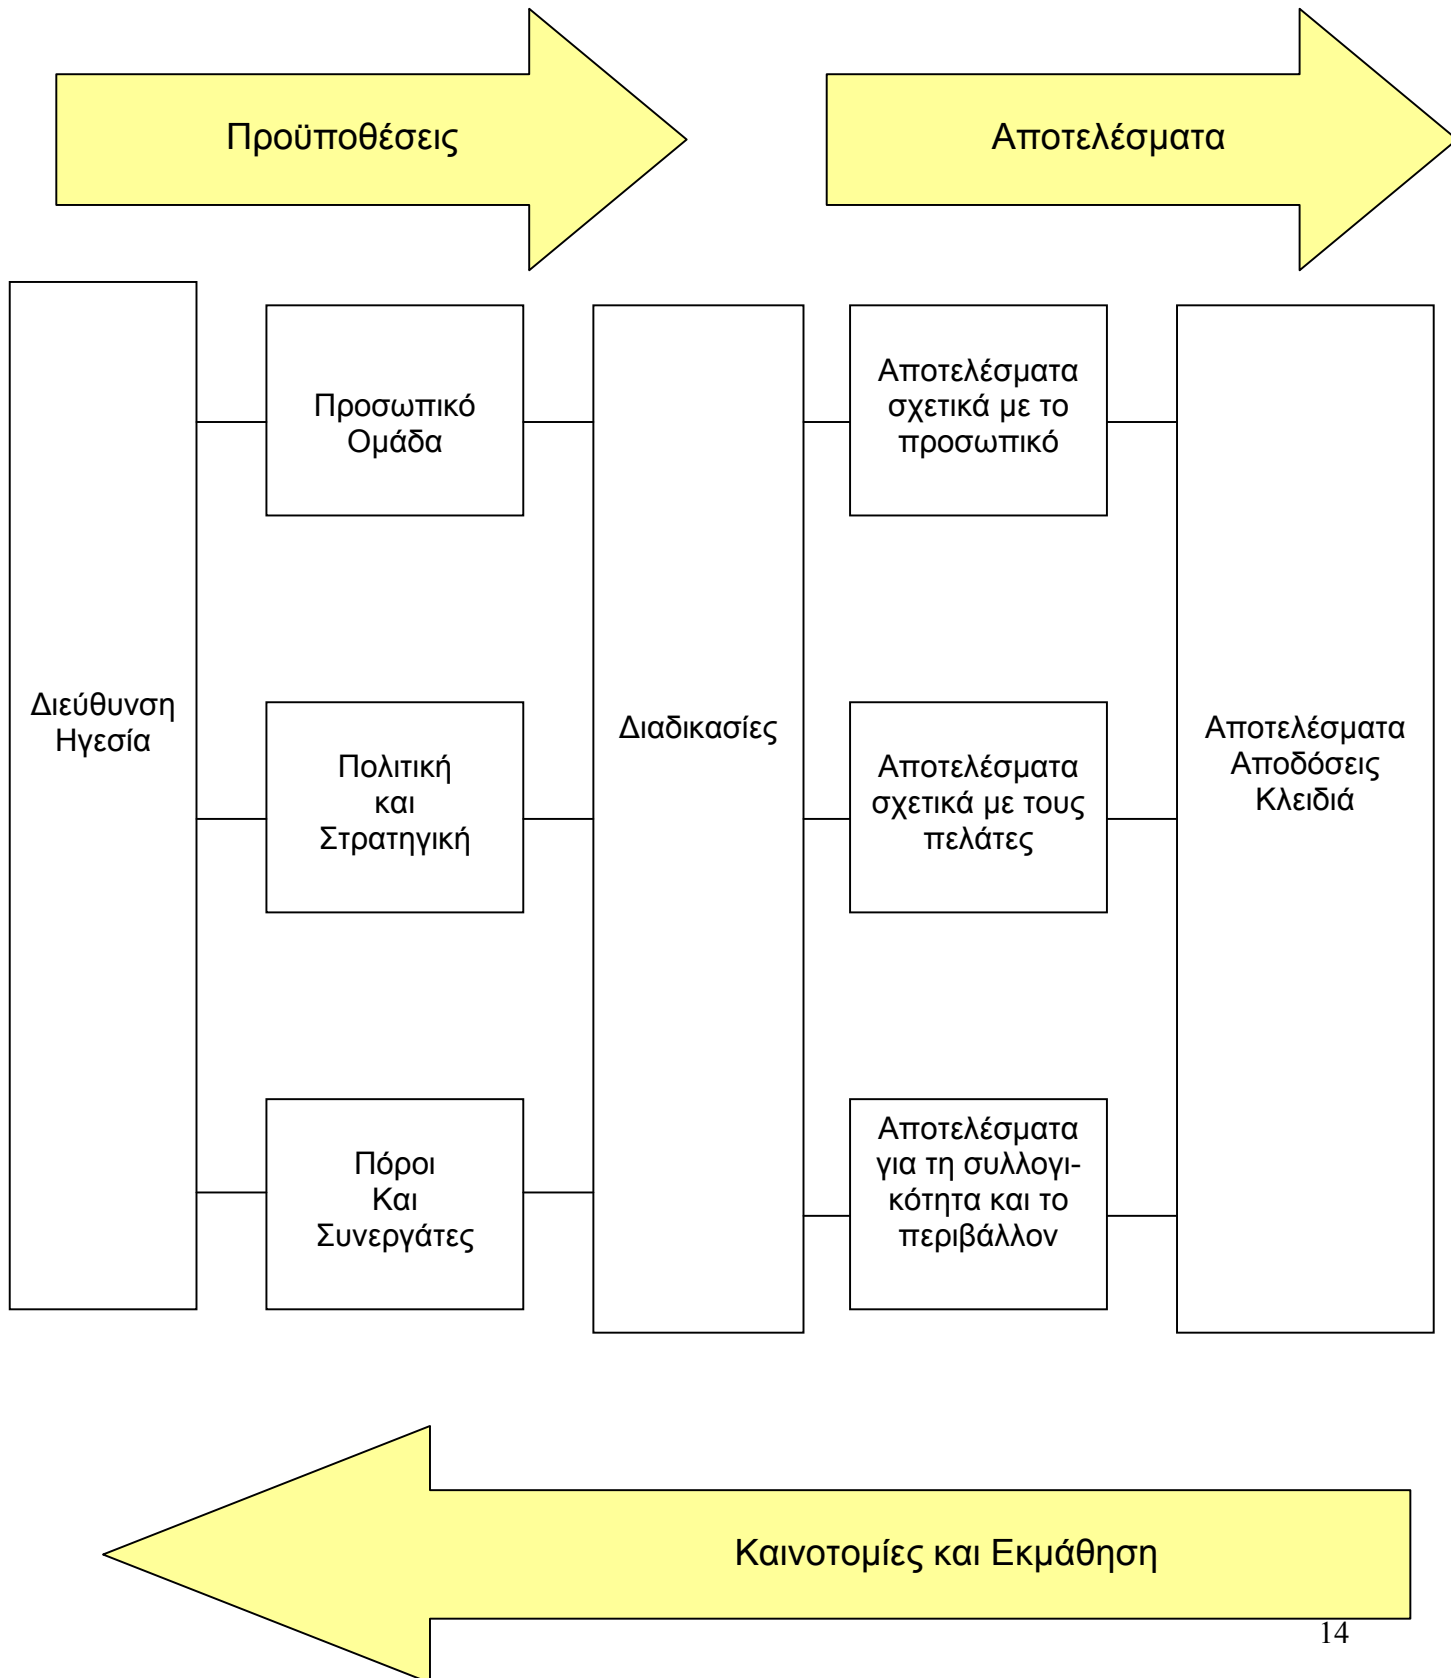 Προϋποθέσεις
Αποτελέσματα
Διεύθυνση
Ηγεσία
Προσωπικό
Ομάδα
Πολιτική
και
Στρατηγική
Πόροι
Και
Συνεργάτες
Διαδικασίες
Αποτελέσματα
σχετικά με το
προσωπικό
Αποτελέσματα
σχετικά με τους
πελάτες
Αποτελέσματα
για τη συλλογι-
κότητα και το
περιβάλλον
Αποτελέσματα
Αποδόσεις
Κλειδιά
Καινοτομίες και Εκμάθηση
14